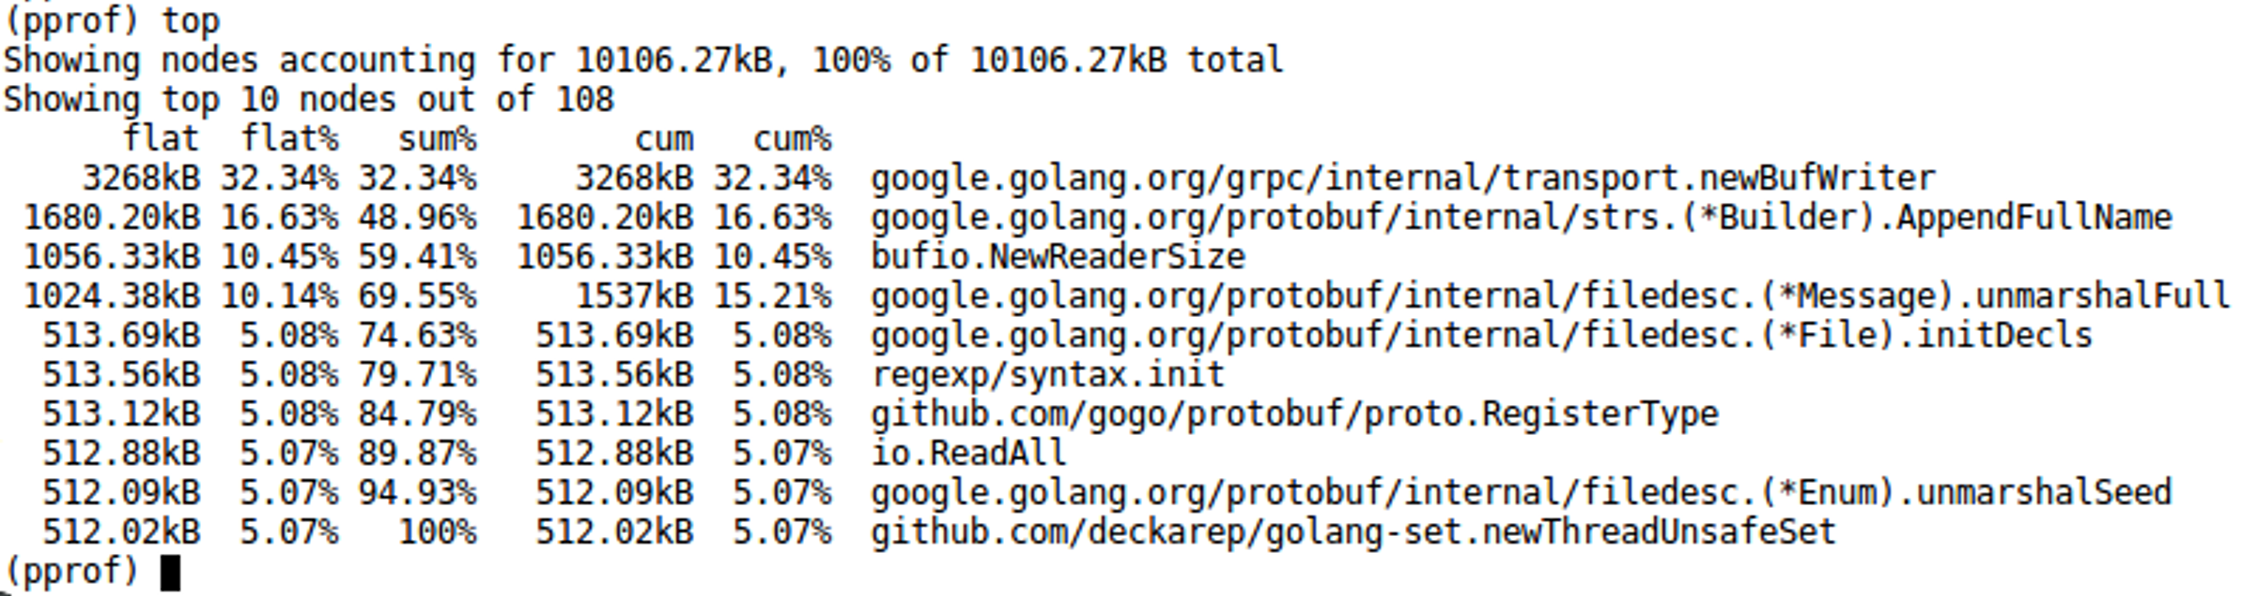 (pprof) top
Showing nodes accounting for 10106.27kB, 100% of 10106.27kB total
Showing top 10 nodes out of 108
      flat  flat%   sum%        cum   cum%
    3268kB 32.34% 32.34%     3268kB 32.34%  google.golang.org/grpc/internal/transport.newBufWriter
 1680.20kB 16.63% 48.96%  1680.20kB 16.63%  google.golang.org/protobuf/internal/strs.(*Builder).AppendFullName
 1056.33kB 10.45% 59.41%  1056.33kB 10.45%  bufio.NewReaderSize
 1024.38kB 10.14% 69.55%     1537kB 15.21%  google.golang.org/protobuf/internal/filedesc.(*Message).unmarshalFull
  513.69kB  5.08% 74.63%   513.69kB  5.08%  google.golang.org/protobuf/internal/filedesc.(*File).initDecls
  513.56kB  5.08% 79.71%   513.56kB  5.08%  regexp/syntax.init
  513.12kB  5.08% 84.79%   513.12kB  5.08%  github.com/gogo/protobuf/proto.RegisterType
  512.88kB  5.07% 89.87%   512.88kB  5.07%  io.ReadAll
  512.09kB  5.07% 94.93%   512.09kB  5.07%  google.golang.org/protobuf/internal/filedesc.(*Enum).unmarshalSeed
  512.02kB  5.07%   100%   512.02kB  5.07%  github.com/deckarep/golang-set.newThreadUnsafeSet
(pprof)